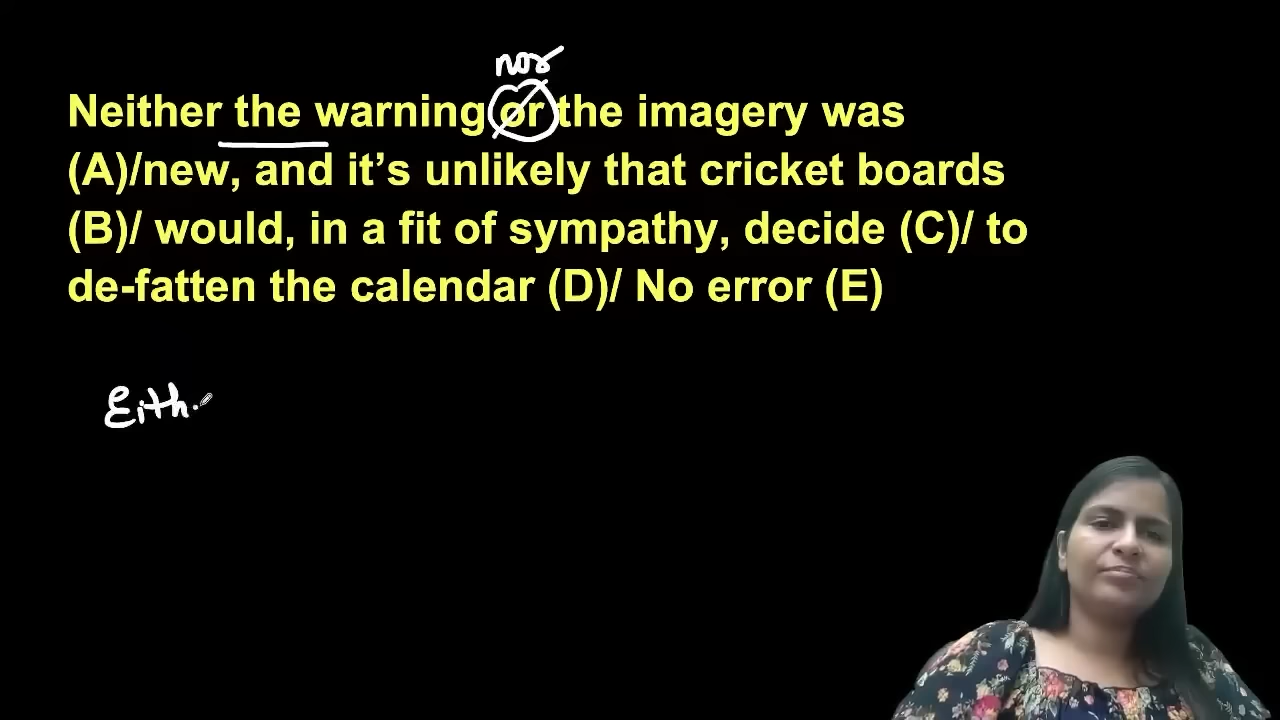 nor
Neither the warning or the imagery was
(A)/new, and it’s unlikely that cricket boards
(B)/ would, in a fit of sympathy, decide (C)/ to
de-fatten the calendar (D)/ No error (E)
Eith